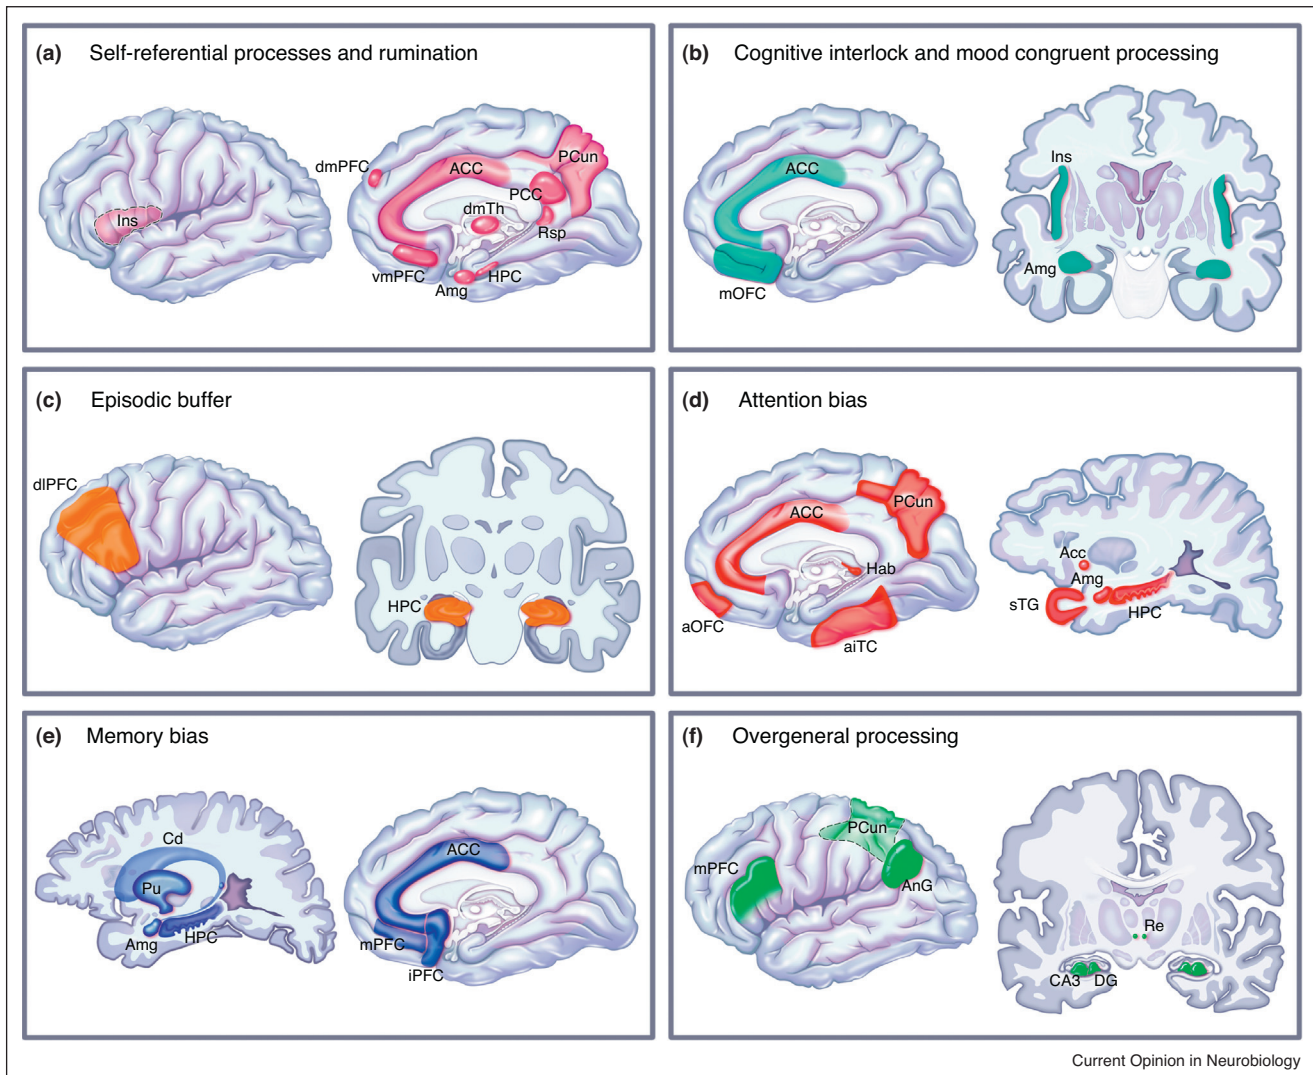 (a) Self-referential processes and rumination
Ins
dmPFC
ACC
PCun
PCC
dmTh
Rsp
vmPFC
HPC
Amg
(b) Cognitive interlock and mood congruent processing
ACC
mOFC
Ins
Amg
(c) Episodic buffer
dlPFC
HPC
(d) Attention bias
PCun
ACC
Hab
aOFC
aiTC
Acc
Amg
sTG
HPC
(e) Memory bias
Cd
Pu
Amg
HPC
ACC
mPFC
iPFC
(f) Overgeneral processing
PCun
mPFC
AnG
Re
CA3 DG
Current Opinion in Neurobiology